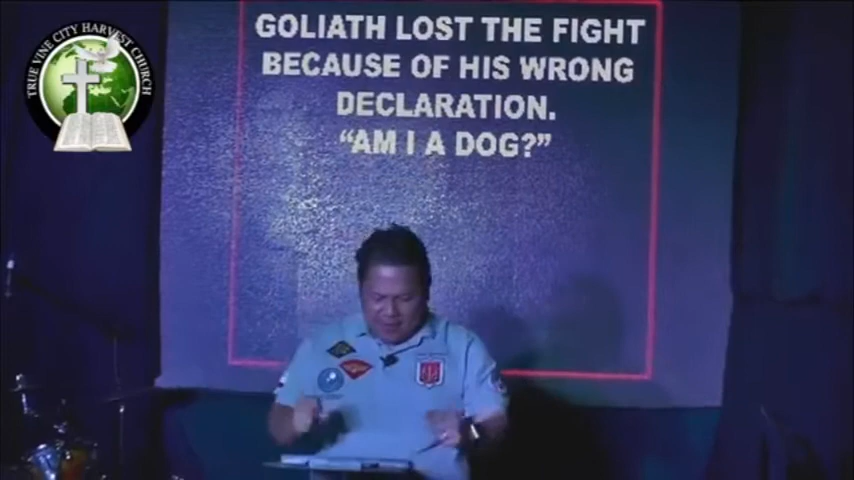 TRUE VINE CITY HARVEST CHURCH
GOLIATH LOST THE FIGHT
BECAUSE OF HIS WRONG
DECLARATION.
“AM I A DOG?”